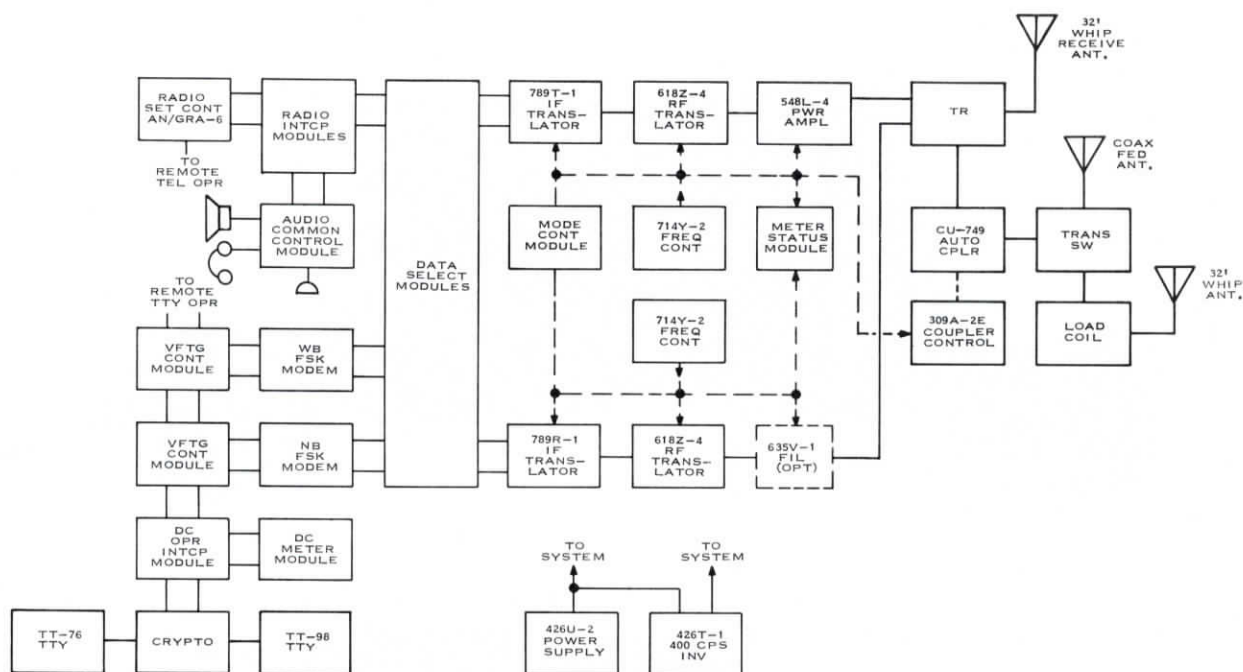 32'
WHIP
RECEIVE
ANT.
RADIO
SET CONT
AN/GRA-6
RADIO
INTCP
MODULES
789T-1
IF
TRANS-
LATOR
618Z-4
RF
TRANS-
LATOR
548L-4
PWR
AMPL
TR
TO
REMOTE
TEL OPR
COAX
FED
ANT.
AUDIO
COMMON
CONTROL
MODULE
DATA
SELECT
MODULES
MODE
CONT
MODULE
714Y-2
FREQ
CONT
METER
STATUS
MODULE
CU-749
AUTO
CPLR
TRANS
SW
32'
WHIP
ANT.
TO
REMOTE
TTY OPR
714Y-2
FREQ
CONT
309A-2E
COUPLER
CONTROL
LOAD
COIL
VFTG
CONT
MODULE
WB
FSK
MODEM
VFTG
CONT
MODULE
NB
FSK
MODEM
789R-1
IF
TRANS-
LATOR
618Z-4
RF
TRANS-
LATOR
635V-1
FIL
(OPT)
DC
OPR
INTCP
MODULE
DC
METER
MODULE
TO
SYSTEM
TO
SYSTEM
TT-76
TTY
CRYPTO
TT-98
TTY
426U-2
POWER
SUPPLY
426T-1
400 CPS
INV